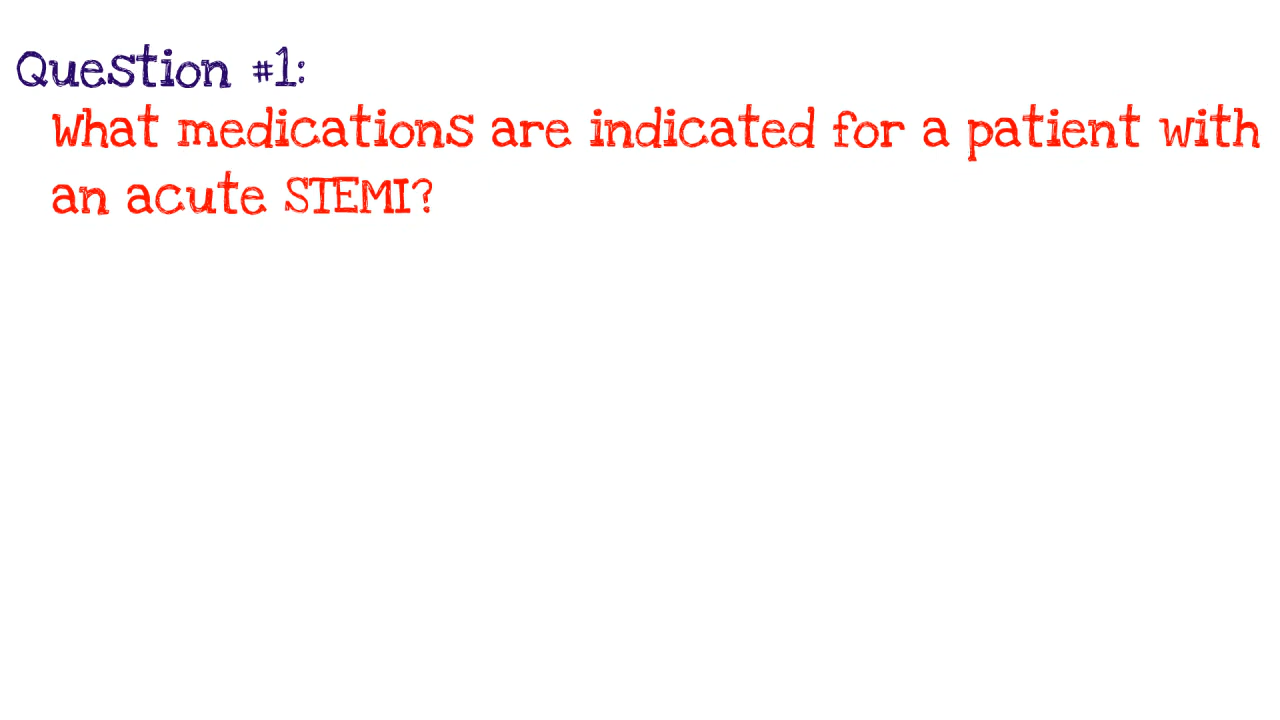 Question #1:
What medications are indicated for a patient with
an acute STEMI?